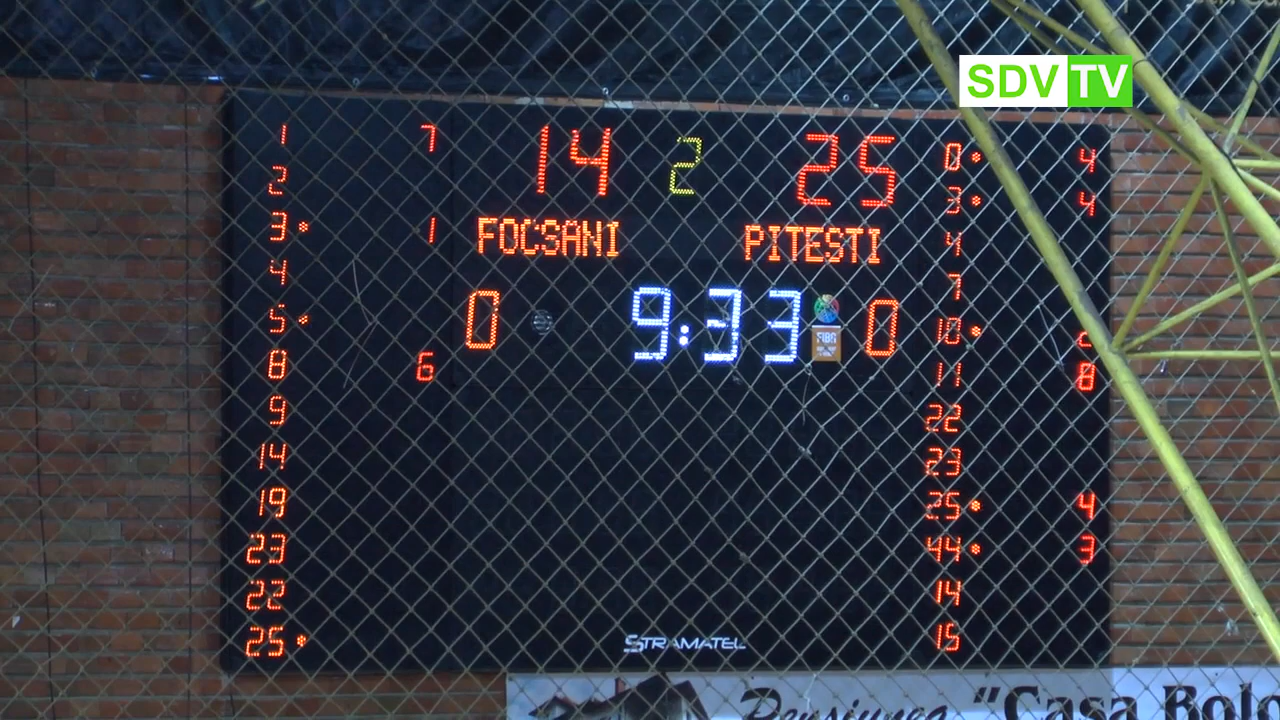 SDV TV
1 7 14 2 25 0 4
2 3 4
3 1 FOCSANI PITESTI 4
4 7
5 0 9:33 0 10
8 6 11 8
9 22
14 23
19 25 4
23 44 3
22 14
25 STRAMATEL 15
Pensiunea "Casa